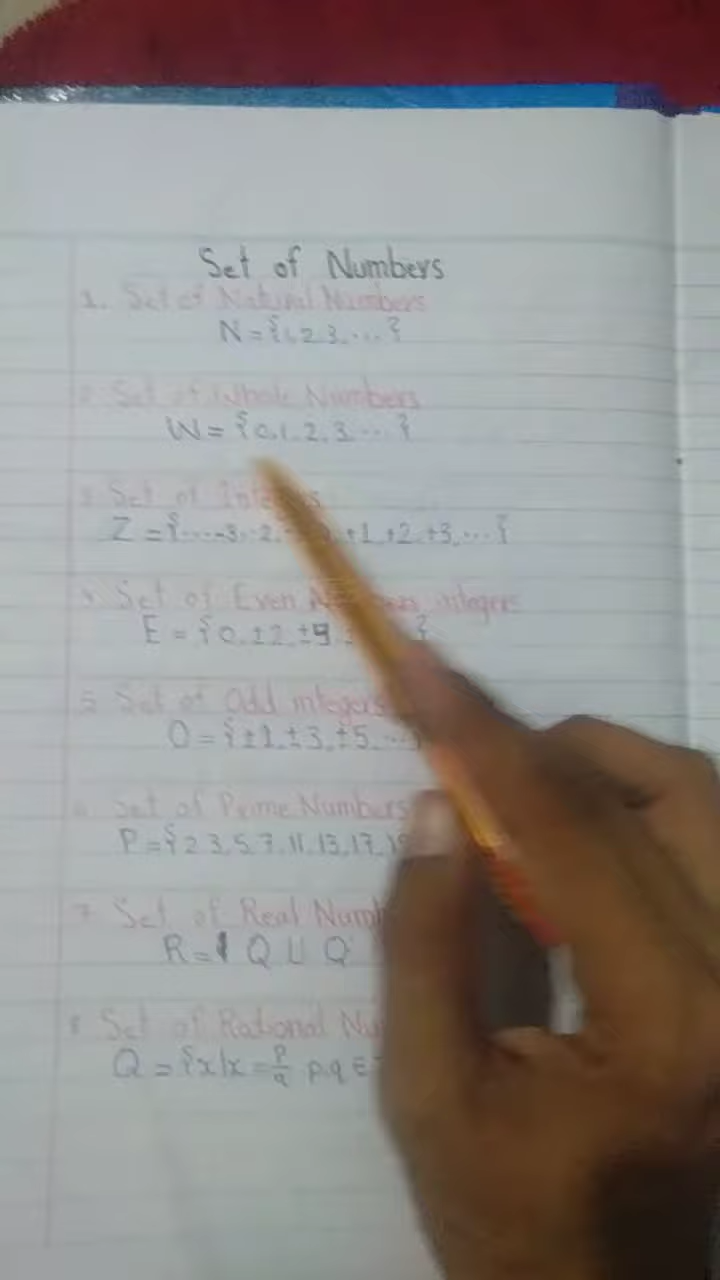 Set of Numbers
1. Set of Natural Numbers
N = {1, 2, 3, ... }
2. Set of Whole Numbers
W = {0, 1, 2, 3, ... }
3. Set of
Z = {... -3, -2, +1, +2, +3, ... }
4. Set of Even Integers
E = {0, ±2, ±4 }
5. Set of Odd integers
O = {±1, ±3, ±5, ...
6. Set of Prime Numbers
P = {2, 3, 5, 7, 11, 13, 17, 19
7. Set of Real
R = Q U Q'
8. Set of Rational
Q = {x/x = p/q p, q ∈